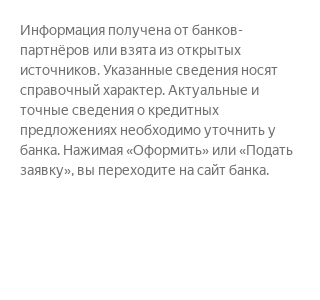 Информация получена от банков-
партнёров или взята из открытых
источников. Указанные сведения носят
справочный характер. Актуальные и
точные сведения о кредитных
предложениях необходимо уточнить у
банка. Нажимая «Оформить» или «Подать
заявку», вы переходите на сайт банка.